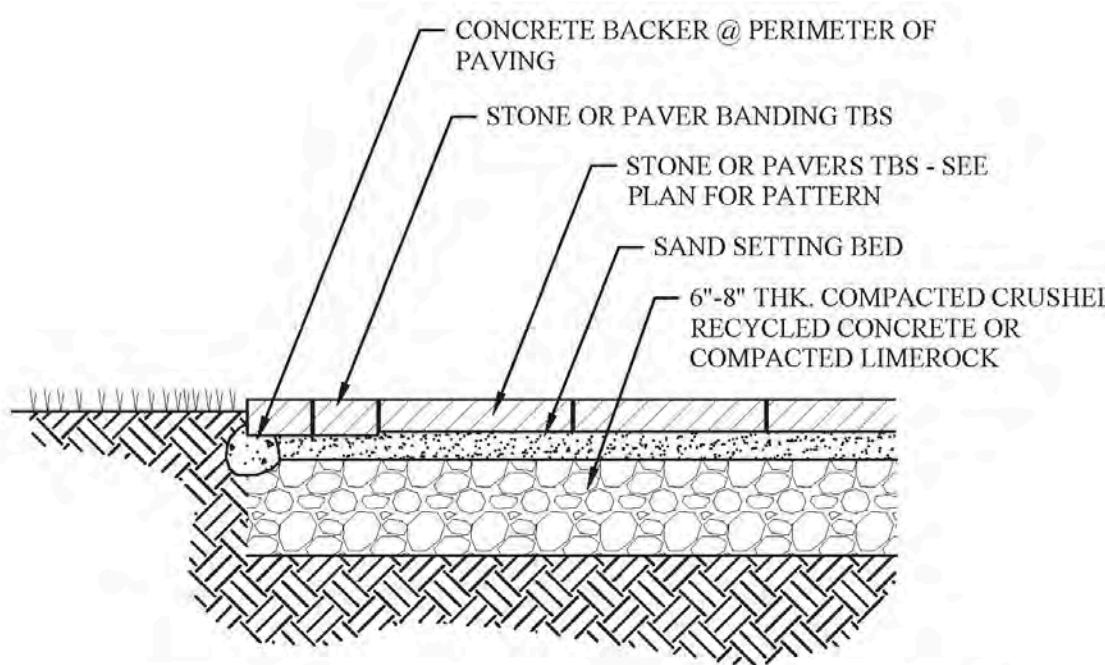 CONCRETE BACKER @ PERIMETER OF
PAVING
STONE OR PAVER BANDING TBS
STONE OR PAVERS TBS - SEE
PLAN FOR PATTERN
SAND SETTING BED
6"-8" THK. COMPACTED CRUSHE
RECYCLED CONCRETE OR
COMPACTED LIMEROCK